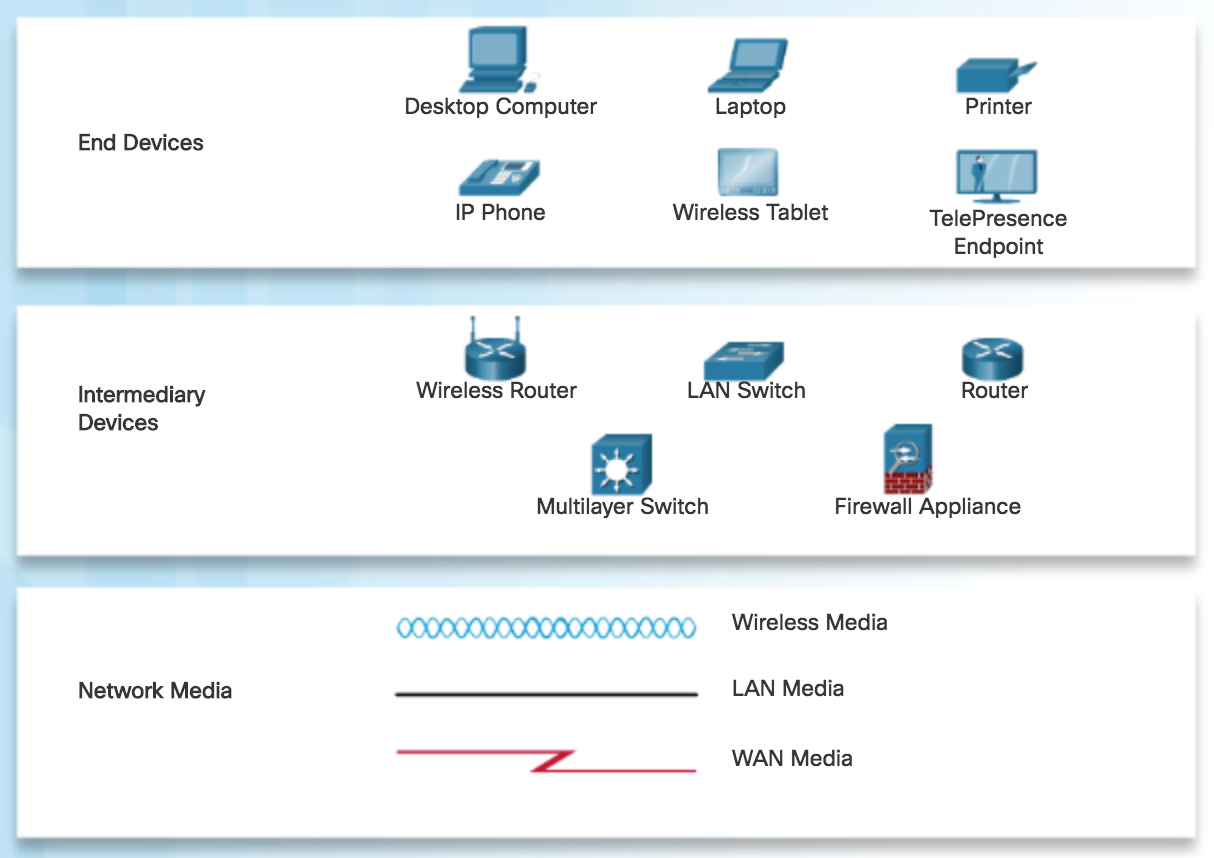 Desktop Computer
Laptop
Printer
End Devices
IP Phone
Wireless Tablet
TelePresence
Endpoint
Wireless Router
LAN Switch
Router
Intermediary
Devices
Multilayer Switch
Firewall Appliance
Wireless Media
Network Media
LAN Media
WAN Media